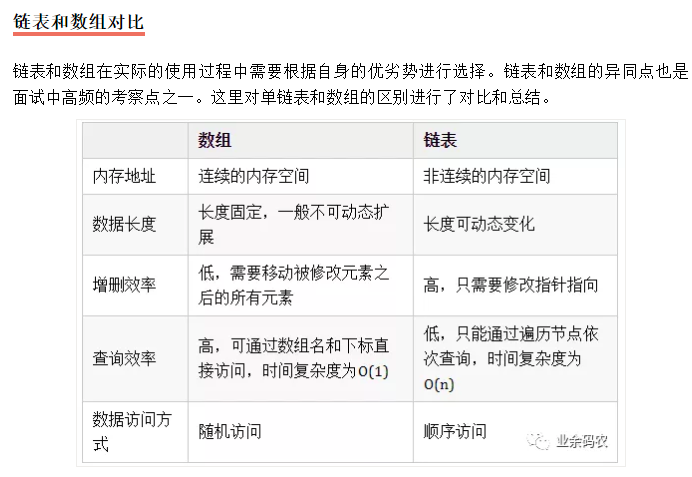 链表和数组对比
链表和数组在实际的使用过程中需要根据自身的优劣势进行选择。链表和数组的异同点也是
面试中高频的考察点之一。这里对单链表和数组的区别进行了对比和总结。
数组 链表
内存地址 连续的内存空间 非连续的内存空间
数据长度 长度固定，一般不可动态扩
展 长度可动态变化
增删效率 低，需要移动被修改元素之
后的所有元素 高，只需要修改指针指向
查询效率 高，可通过数组名和下标直
接访问，时间复杂度为O(1) 低，只能通过遍历节点依
次查询，时间复杂度为
O(n)
数据访问方
式 随机访问 顺序访问
业余码农